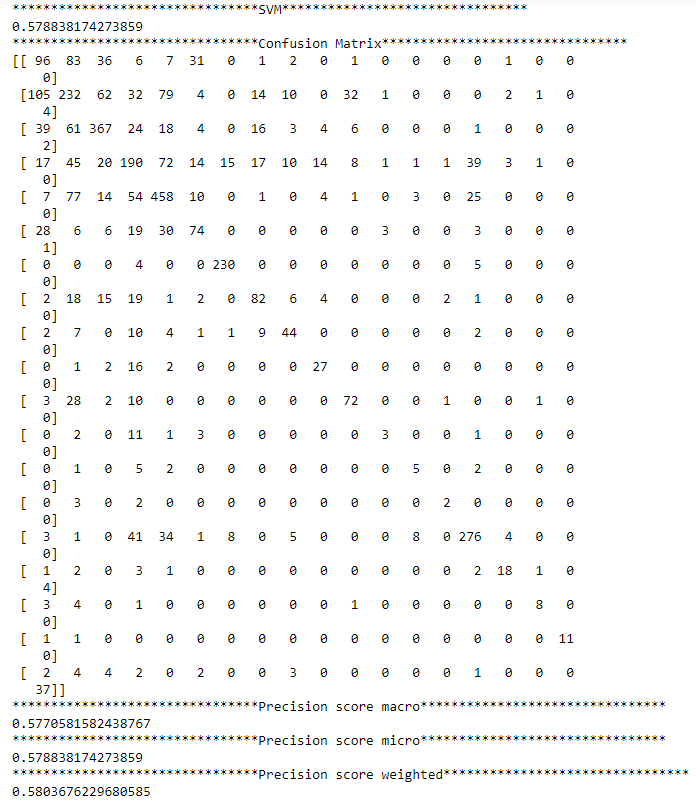 ********************************SVM********************************
0.578838174273859
********************************Confusion Matrix********************************
[[ 96 83 36 6 7 31 0 1 2 0 1 0 0 0 0 1 0 0
0]
[105 232 62 32 79 4 0 14 10 0 32 1 0 0 0 2 1 0
4]
[ 39 61 367 24 18 4 0 16 3 4 6 0 0 0 1 0 0 0
2]
[ 17 45 20 190 72 14 15 17 10 14 8 1 1 1 39 3 1 0
0]
[ 7 77 14 54 458 10 0 1 0 4 1 0 3 0 25 0 0 0
0]
[ 28 6 6 19 30 74 0 0 0 0 0 3 0 0 3 0 0 0
1]
[ 0 0 0 4 0 0 230 0 0 0 0 0 0 0 5 0 0 0
0]
[ 2 18 15 19 1 2 0 82 6 4 0 0 0 2 1 0 0 0
0]
[ 2 7 0 10 4 1 1 9 44 0 0 0 0 0 2 0 0 0
0]
[ 0 1 2 16 2 0 0 0 0 27 0 0 0 0 0 0 0 0
0]
[ 3 28 2 10 0 0 0 0 0 0 72 0 0 1 0 0 1 0
0]
[ 0 2 0 11 1 3 0 0 0 0 0 3 0 0 1 0 0 0
0]
[ 0 1 0 5 2 0 0 0 0 0 0 0 5 0 2 0 0 0
0]
[ 0 3 0 2 0 0 0 0 0 0 0 0 0 2 0 0 0 0
0]
[ 3 1 0 41 34 1 8 0 5 0 0 0 8 0 276 4 0 0
0]
[ 1 2 0 3 1 0 0 0 0 0 0 0 0 0 2 18 1 0
4]
[ 3 4 0 1 0 0 0 0 0 0 1 0 0 0 0 0 8 0
0]
[ 1 1 0 0 0 0 0 0 0 0 0 0 0 0 0 0 0 11
0]
[ 2 4 4 2 0 2 0 0 3 0 0 0 0 0 1 0 0 0
37]]
********************************Precision score macro********************************
0.5770581582438767
********************************Precision score micro********************************
0.578838174273859
********************************Precision score weighted********************************
0.5803676229680585